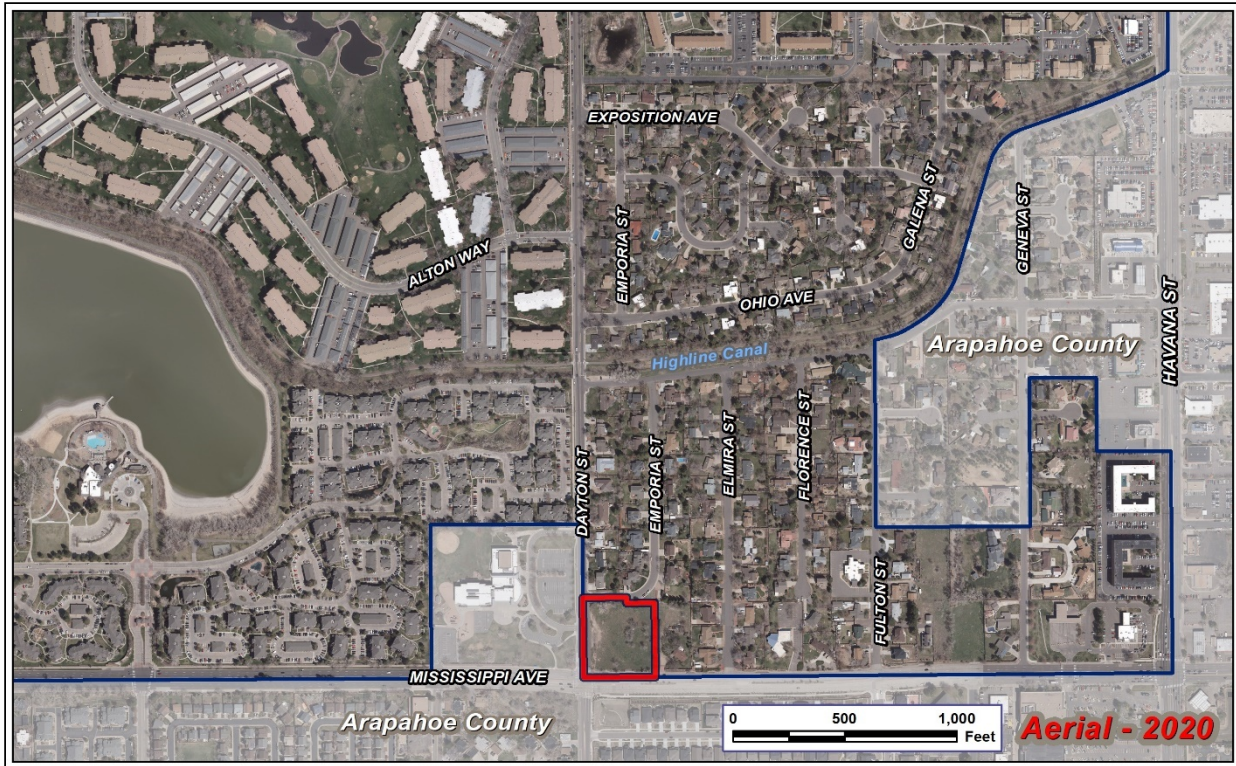 EXPOSITION AVE
GALENA ST
GENEVA ST
EMPORIA ST
ALTON WAY
OHIO AVE
HAVANA ST
Arapahoe County
Highline Canal
DAYTON ST
EMPORIA ST
ELMIRA ST
FLORENCE ST
FULTON ST
MISSISSIPPI AVE
Arapahoe County
0 500 1,000
Feet
Aerial - 2020